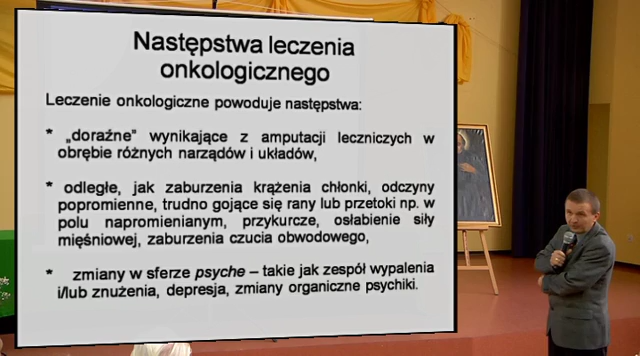 Następstwa leczenia
onkologicznego
Leczenie onkologiczne powoduje następstwa:
* „doraźne” wynikające z amputacji leczniczych w
obrębie różnych narządów i układów,
* odległe, jak zaburzenia krążenia chłonki, odczyny
popromienne, trudno gojące się rany lub przetoki np. w
polu napromienianym, przykurcze, osłabienie siły
mięśniowej, zaburzenia czucia obwodowego,
* zmiany w sferze psyche – takie jak zespół wypalenia
i/lub znużenia, depresja, zmiany organiczne psychiki.